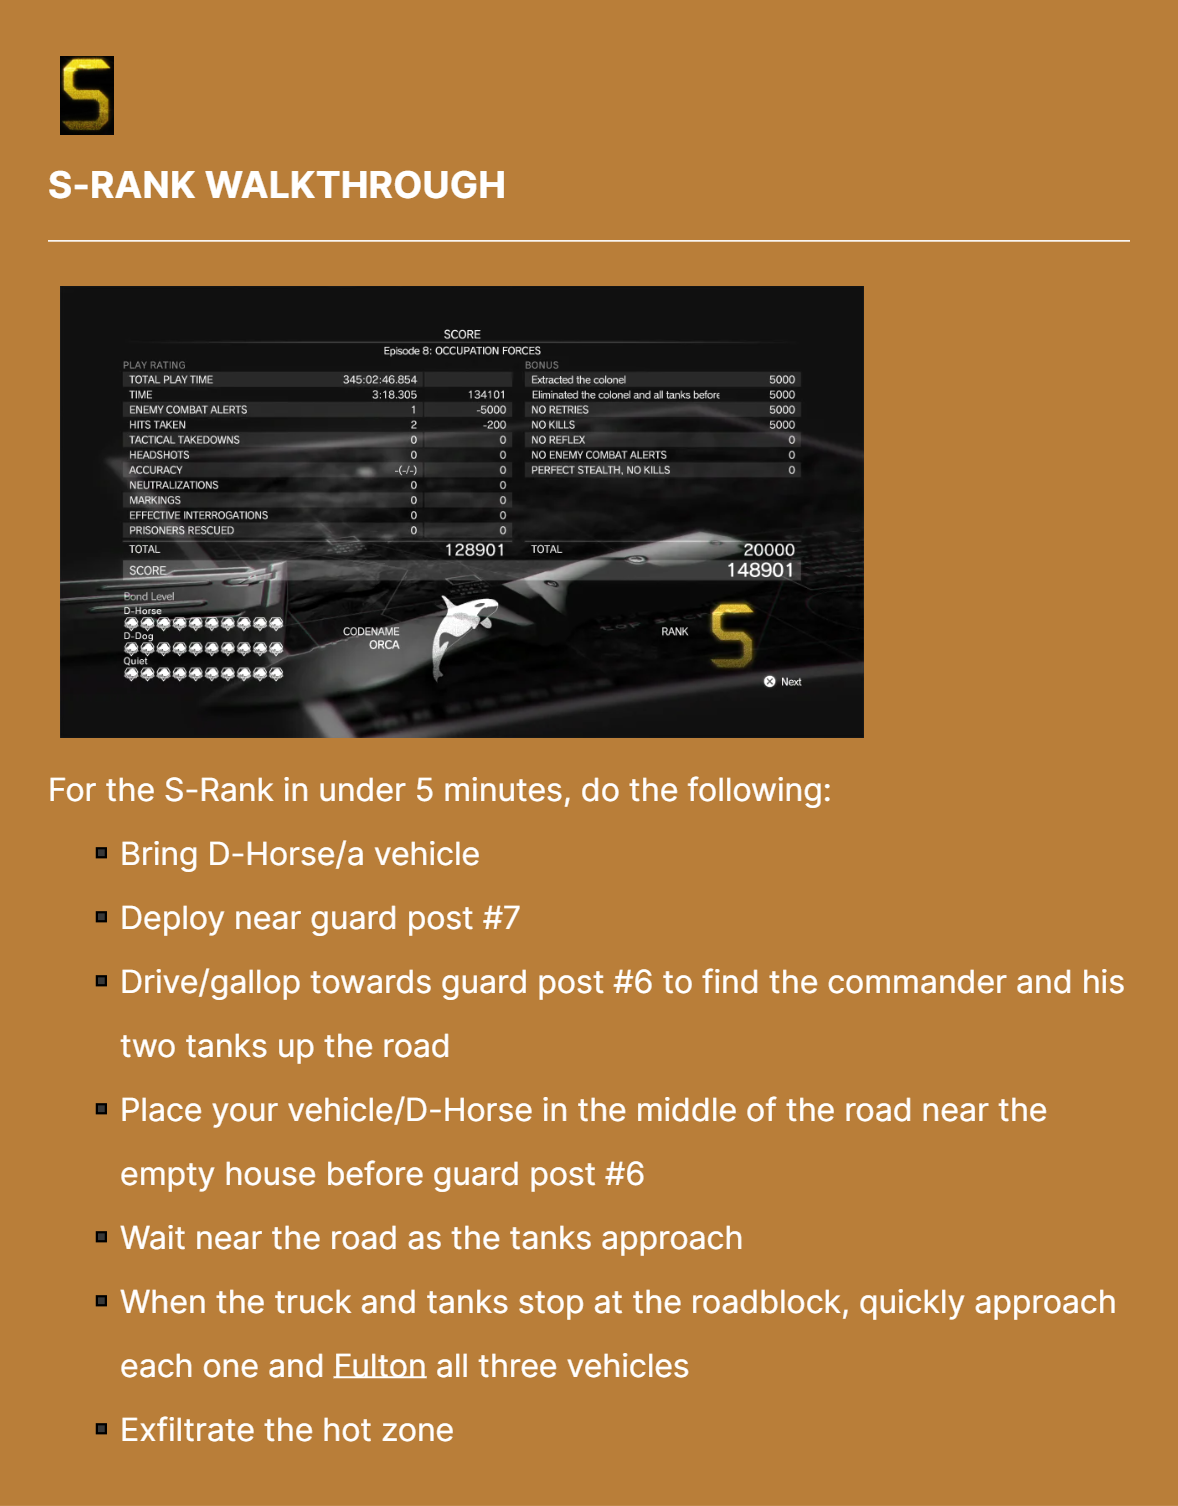 S
S-RANK WALKTHROUGH
SCORE
Episode 8: OCCUPATION FORCES
PLAY RATING
TOTAL PLAY TIME 345:02:46.854
TIME 3:18.305 134101
ENEMY COMBAT ALERTS 1 -5000
HITS TAKEN 2 -200
TACTICAL TAKEDOWNS 0 0
HEADSHOTS 0 0
ACCURACY -(-/-) 0
NEUTRALIZATIONS 0 0
MARKINGS 0 0
EFFECTIVE INTERROGATIONS 0 0
PRISONERS RESCUED 0 0
TOTAL 128901
BONUS
Extracted the colonel 5000
Eliminated the colonel and all tanks before 5000
NO RETRIES 5000
NO KILLS 5000
NO REFLEX 0
NO ENEMY COMBAT ALERTS 0
PERFECT STEALTH, NO KILLS 0
TOTAL 20000
SCORE 148901
Bond Level
D-Horse
D-Dog
Quiet
CODENAME
ORCA
RANK S
Next
For the S-Rank in under 5 minutes, do the following:
Bring D-Horse/a vehicle
Deploy near guard post #7
Drive/gallop towards guard post #6 to find the commander and his
two tanks up the road
Place your vehicle/D-Horse in the middle of the road near the
empty house before guard post #6
Wait near the road as the tanks approach
When the truck and tanks stop at the roadblock, quickly approach
each one and Fulton all three vehicles
Exfiltrate the hot zone